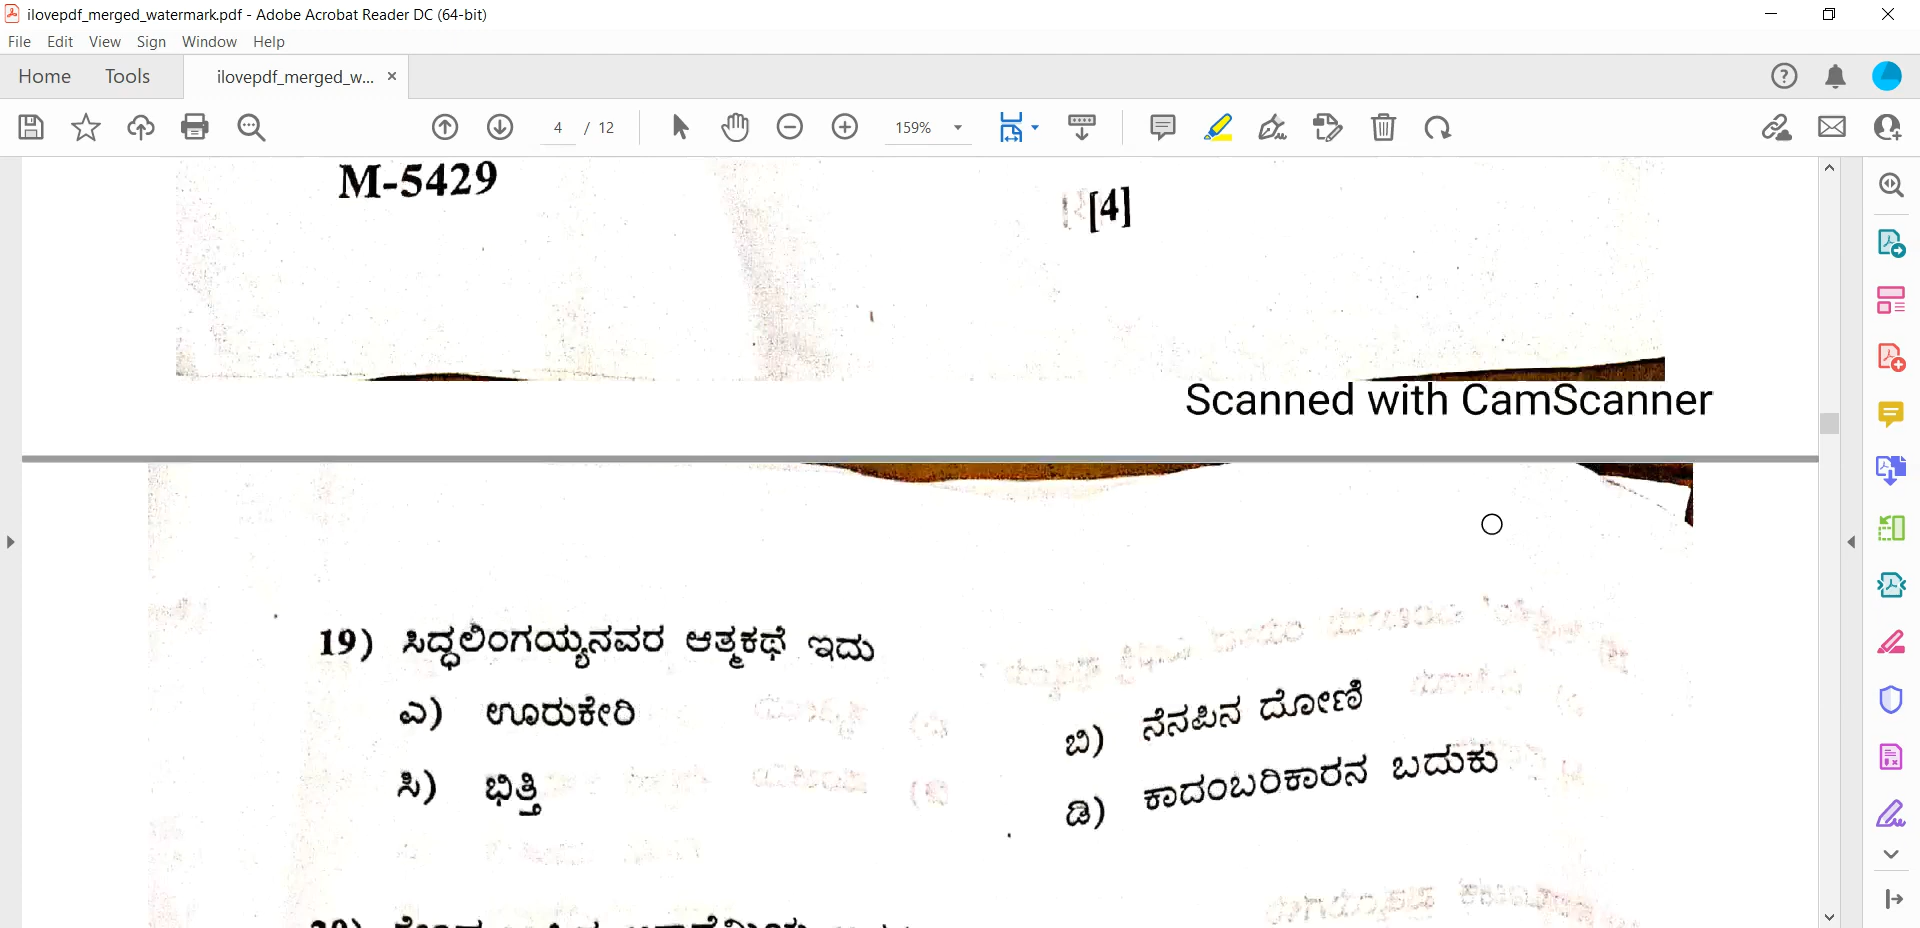 ilovepdf_merged_watermark.pdf - Adobe Acrobat Reader DC (64-bit)
File Edit View Sign Window Help
Home Tools ilovepdf_merged_w... ×
4 / 12 159%
M-5429
[4]
Scanned with CamScanner
19) ಸಿದ್ಧಲಿಂಗಯ್ಯನವರ ಆತ್ಮಕಥೆ ಇದು
ಎ) ಊರುಕೇರಿ
ಬಿ) ನೆನಪಿನ ದೋಣಿ
ಸಿ) ಭಿತ್ತಿ
ಡಿ) ಕಾದಂಬರಿಕಾರನ ಬದುಕು